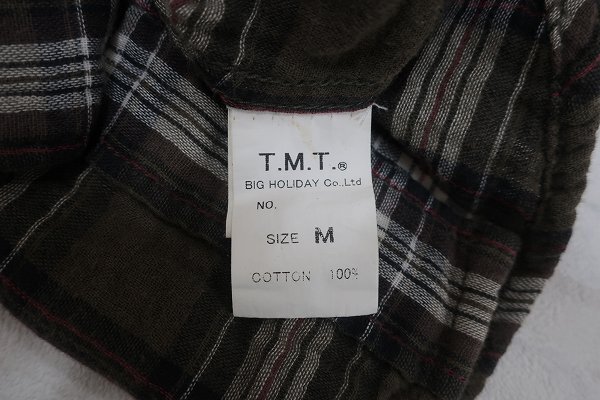 T.M.T.®
BIG HOLIDAY Co.,Ltd
NO.
SIZE M
COTTON 100%